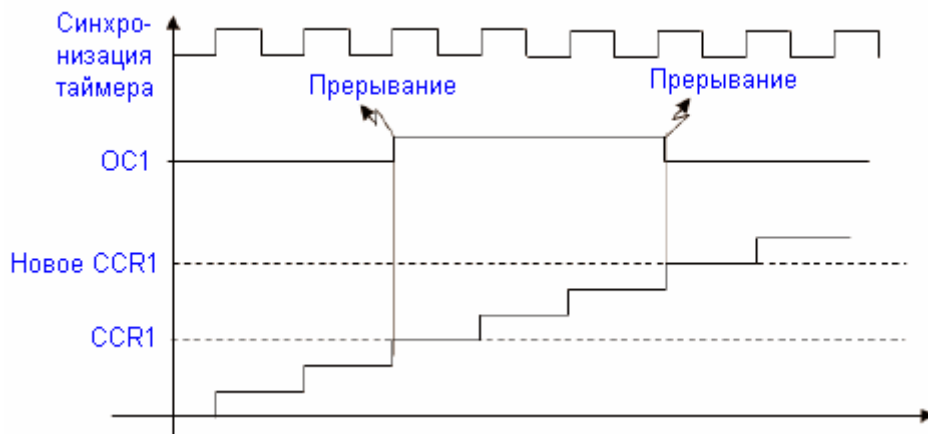 Синхро-
низация
таймера
Прерывание
Прерывание
OC1
Новое CCR1
CCR1